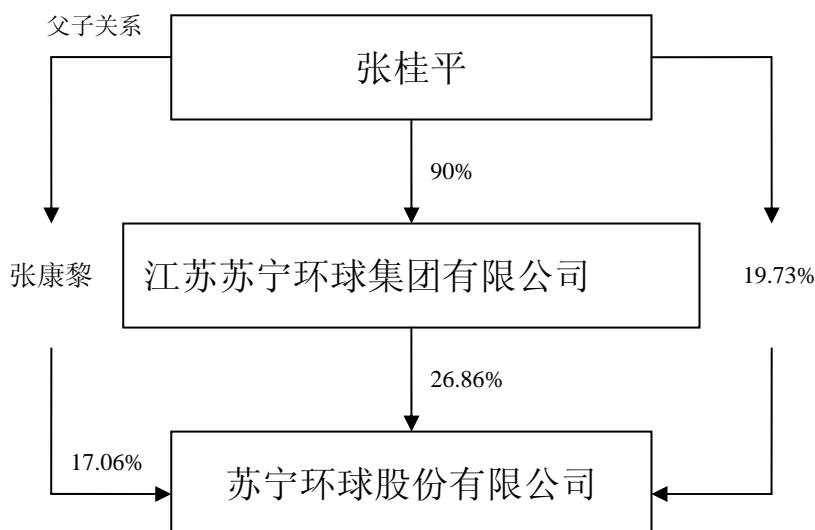 父子关系
张桂平
90%
张康黎
江苏苏宁环球集团有限公司
19.73%
26.86%
17.06%
苏宁环球股份有限公司